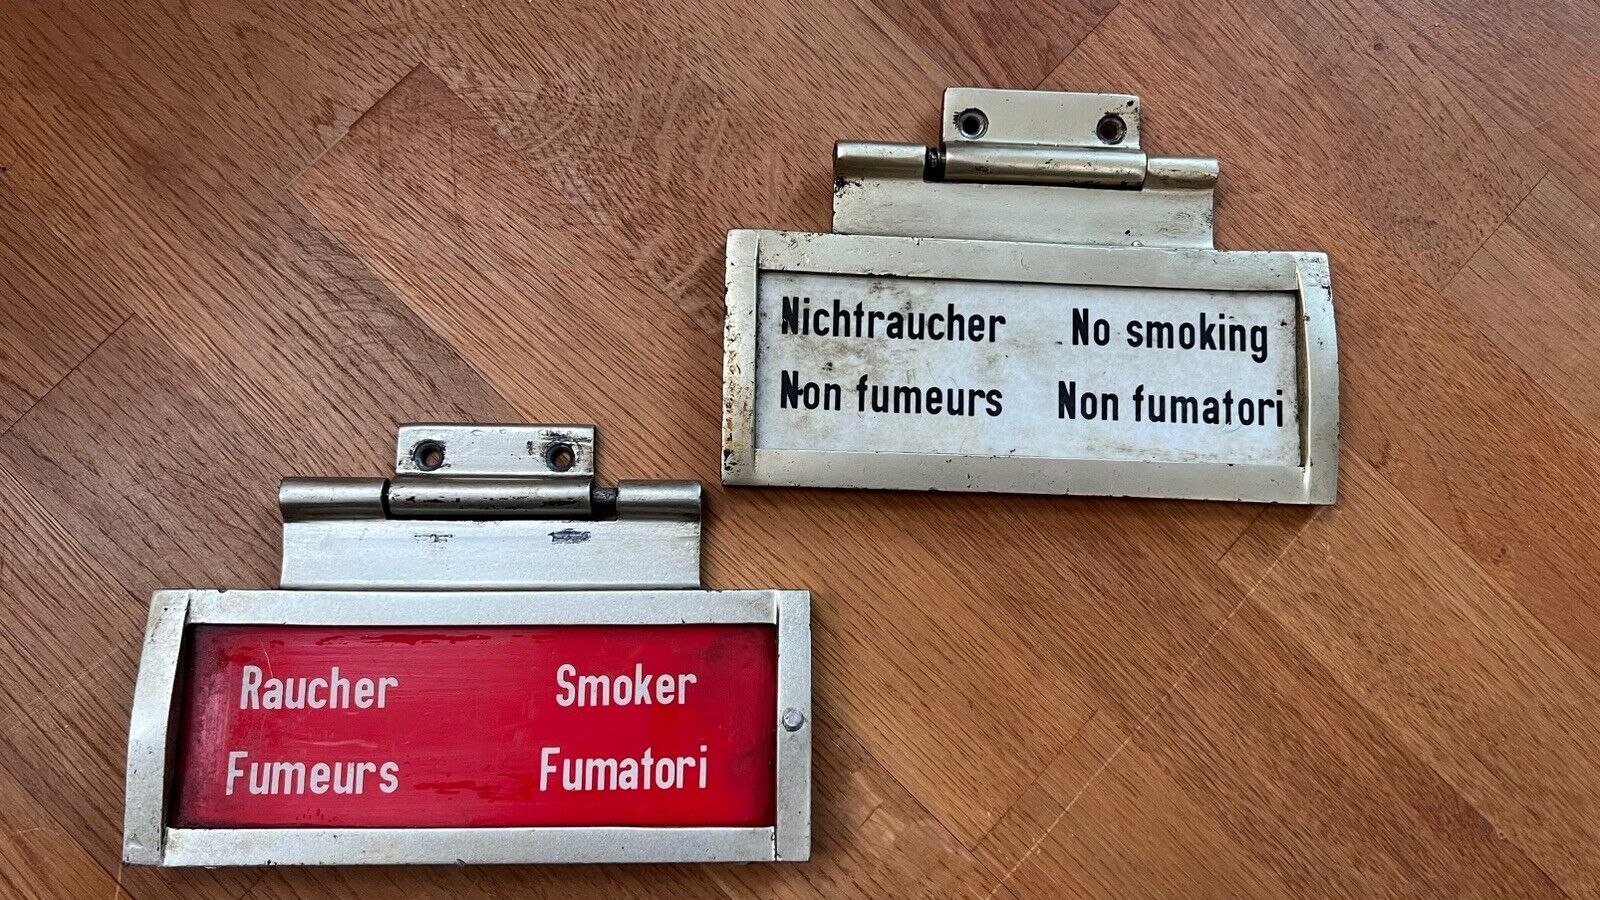 Nichtraucher No smoking
Non fumeurs Non fumatori
Raucher Smoker
Fumeurs Fumatori